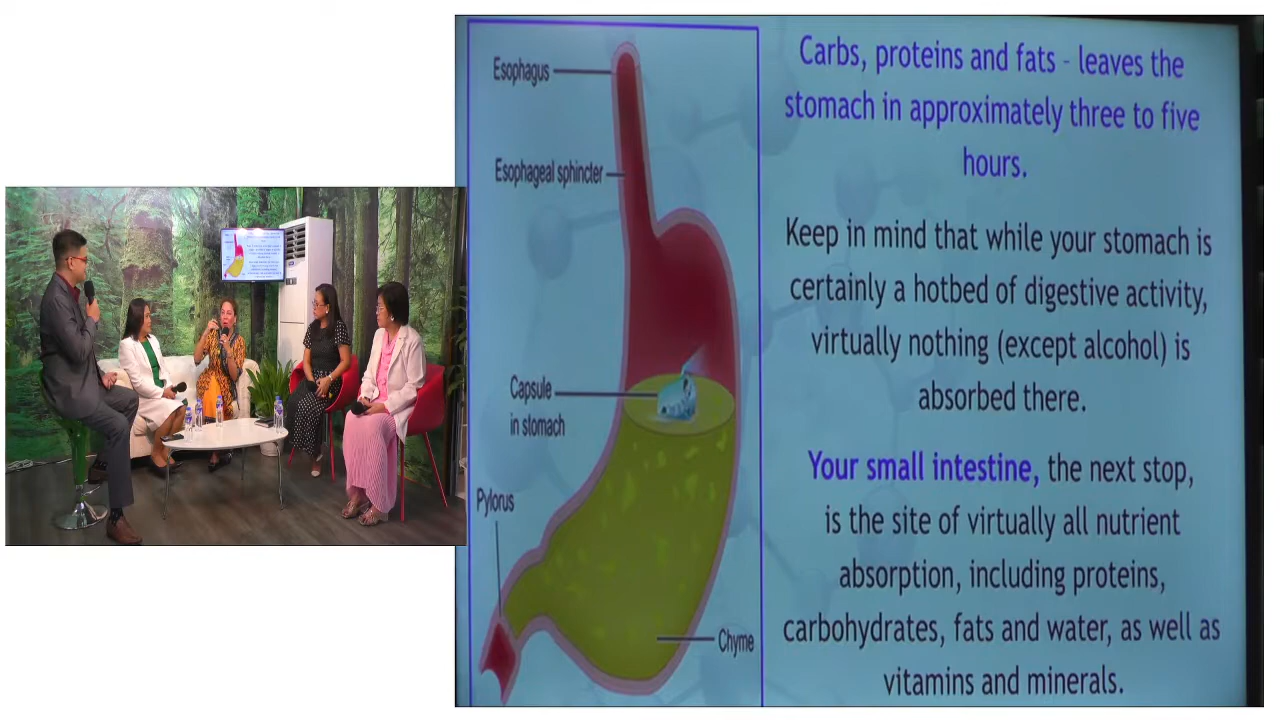 Esophagus
Esophageal sphincter
Capsule
in stomach
Pylorus
Chyme
Carbs, proteins and fats - leaves the
stomach in approximately three to five
hours.
Keep in mind that while your stomach is
certainly a hotbed of digestive activity,
virtually nothing (except alcohol) is
absorbed there.
Your small intestine, the next stop,
is the site of virtually all nutrient
absorption, including proteins,
carbohydrates, fats and water, as well as
vitamins and minerals.